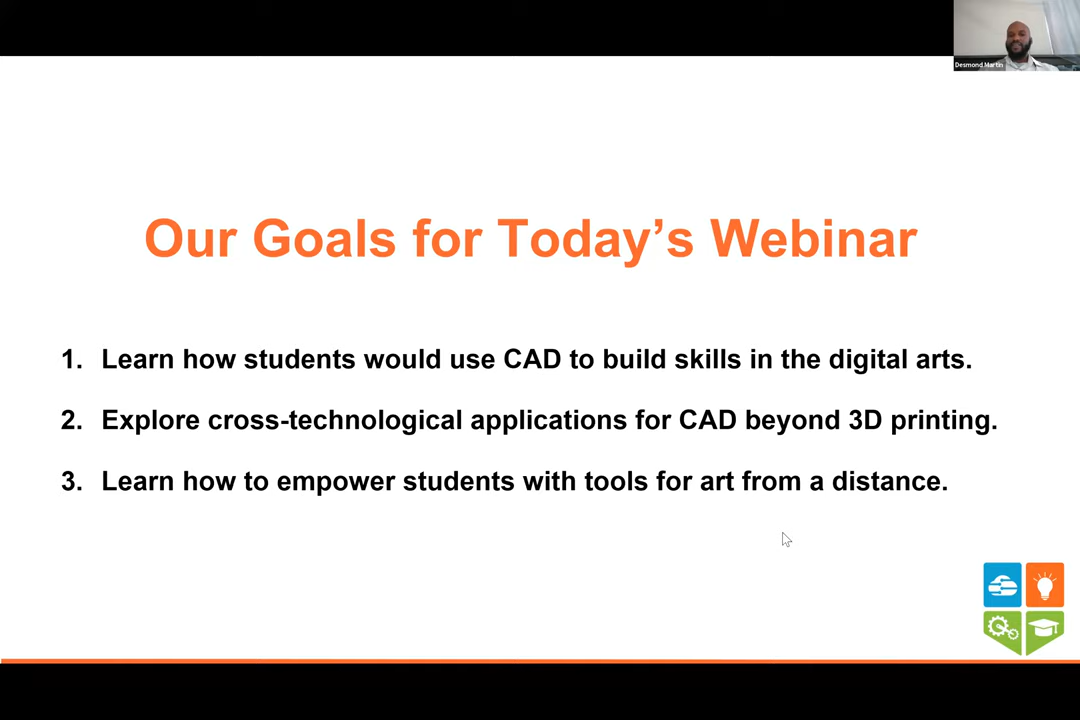 Desmond Martin
Our Goals for Today’s Webinar
1. Learn how students would use CAD to build skills in the digital arts.
2. Explore cross-technological applications for CAD beyond 3D printing.
3. Learn how to empower students with tools for art from a distance.